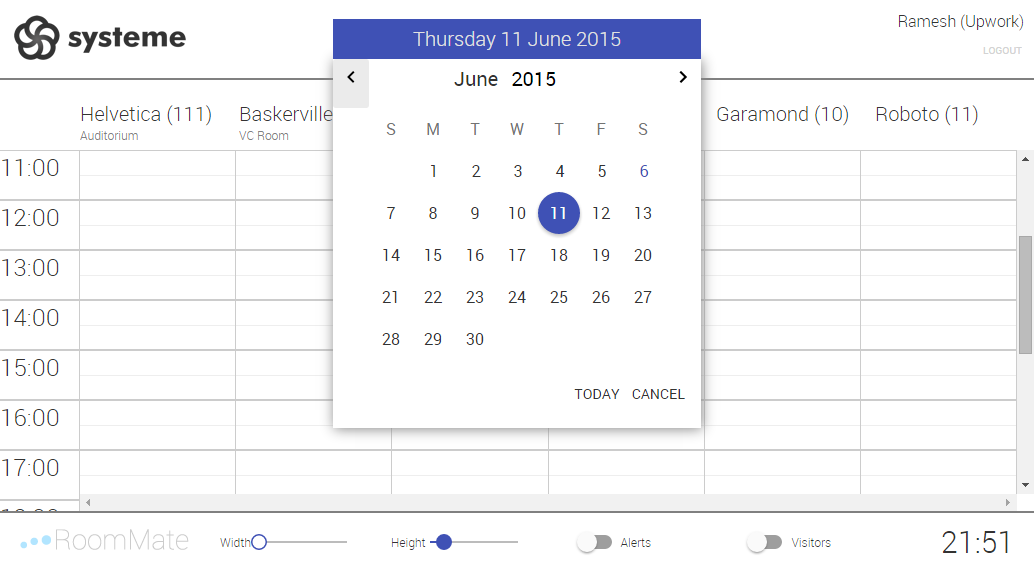 systeme
Ramesh (Upwork)
LOGOUT
Thursday 11 June 2015
June 2015
S M T W T F S
1 2 3 4 5 6
7 8 9 10 11 12 13
14 15 16 17 18 19 20
21 22 23 24 25 26 27
28 29 30
TODAY CANCEL
Helvetica (111) Baskerville Garamond (10) Roboto (11)
Auditorium VC Room
11:00
12:00
13:00
14:00
15:00
16:00
17:00
RoomMate Width Height Alerts Visitors 21:51